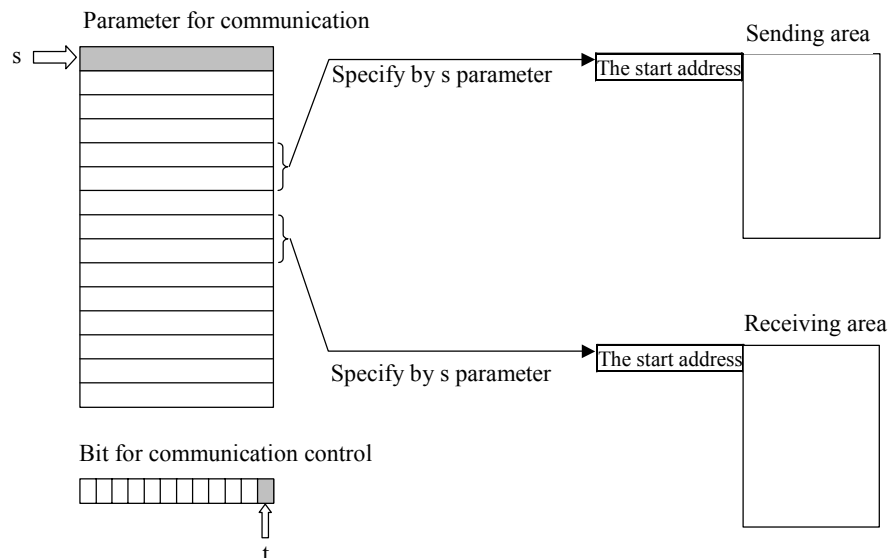 Parameter for communication
s
Sending area
The start address
Specify by s parameter
Receiving area
The start address
Specify by s parameter
Bit for communication control
t